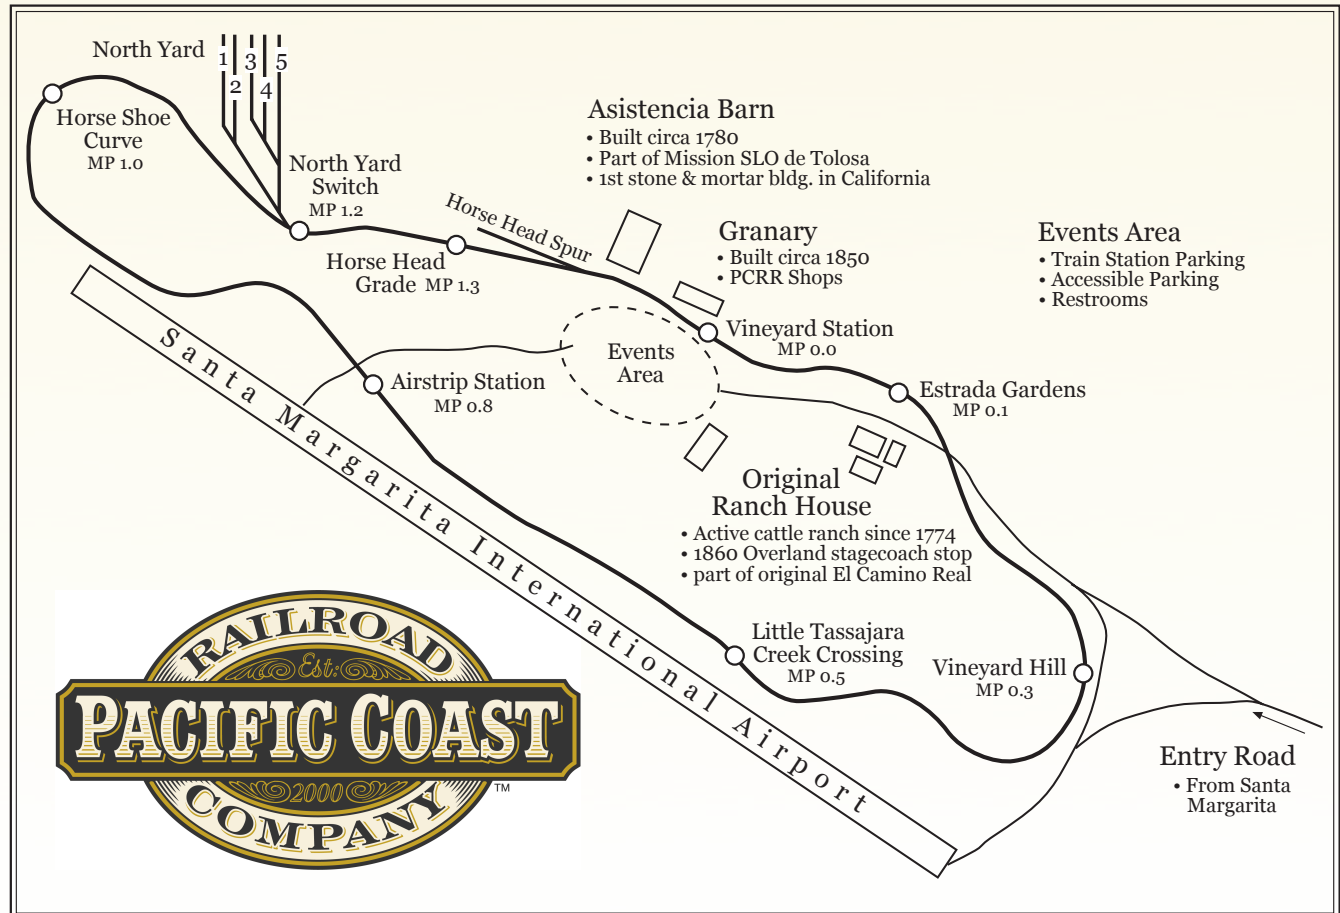 North Yard
1
2
3
4
5
Horse Shoe
Curve
MP 1.0
North Yard
Switch
MP 1.2
Horse Head
Grade MP 1.3
Horse Head Spur
Asistencia Barn
• Built circa 1780
• Part of Mission SLO de Tolosa
• 1st stone & mortar bldg. in California
Granary
• Built circa 1850
• PCRR Shops
Events Area
• Train Station Parking
• Accessible Parking
• Restrooms
Vineyard Station
MP 0.0
Events
Area
Airstrip Station
MP 0.8
Estrada Gardens
MP 0.1
Original
Ranch House
• Active cattle ranch since 1774
• 1860 Overland stagecoach stop
• part of original El Camino Real
Santa Margarita International Airport
Little Tassajara
Creek Crossing
MP 0.5
Vineyard Hill
MP 0.3
Entry Road
• From Santa
Margarita
RAILROAD
Est:
PACIFIC COAST
2000
COMPANY
™